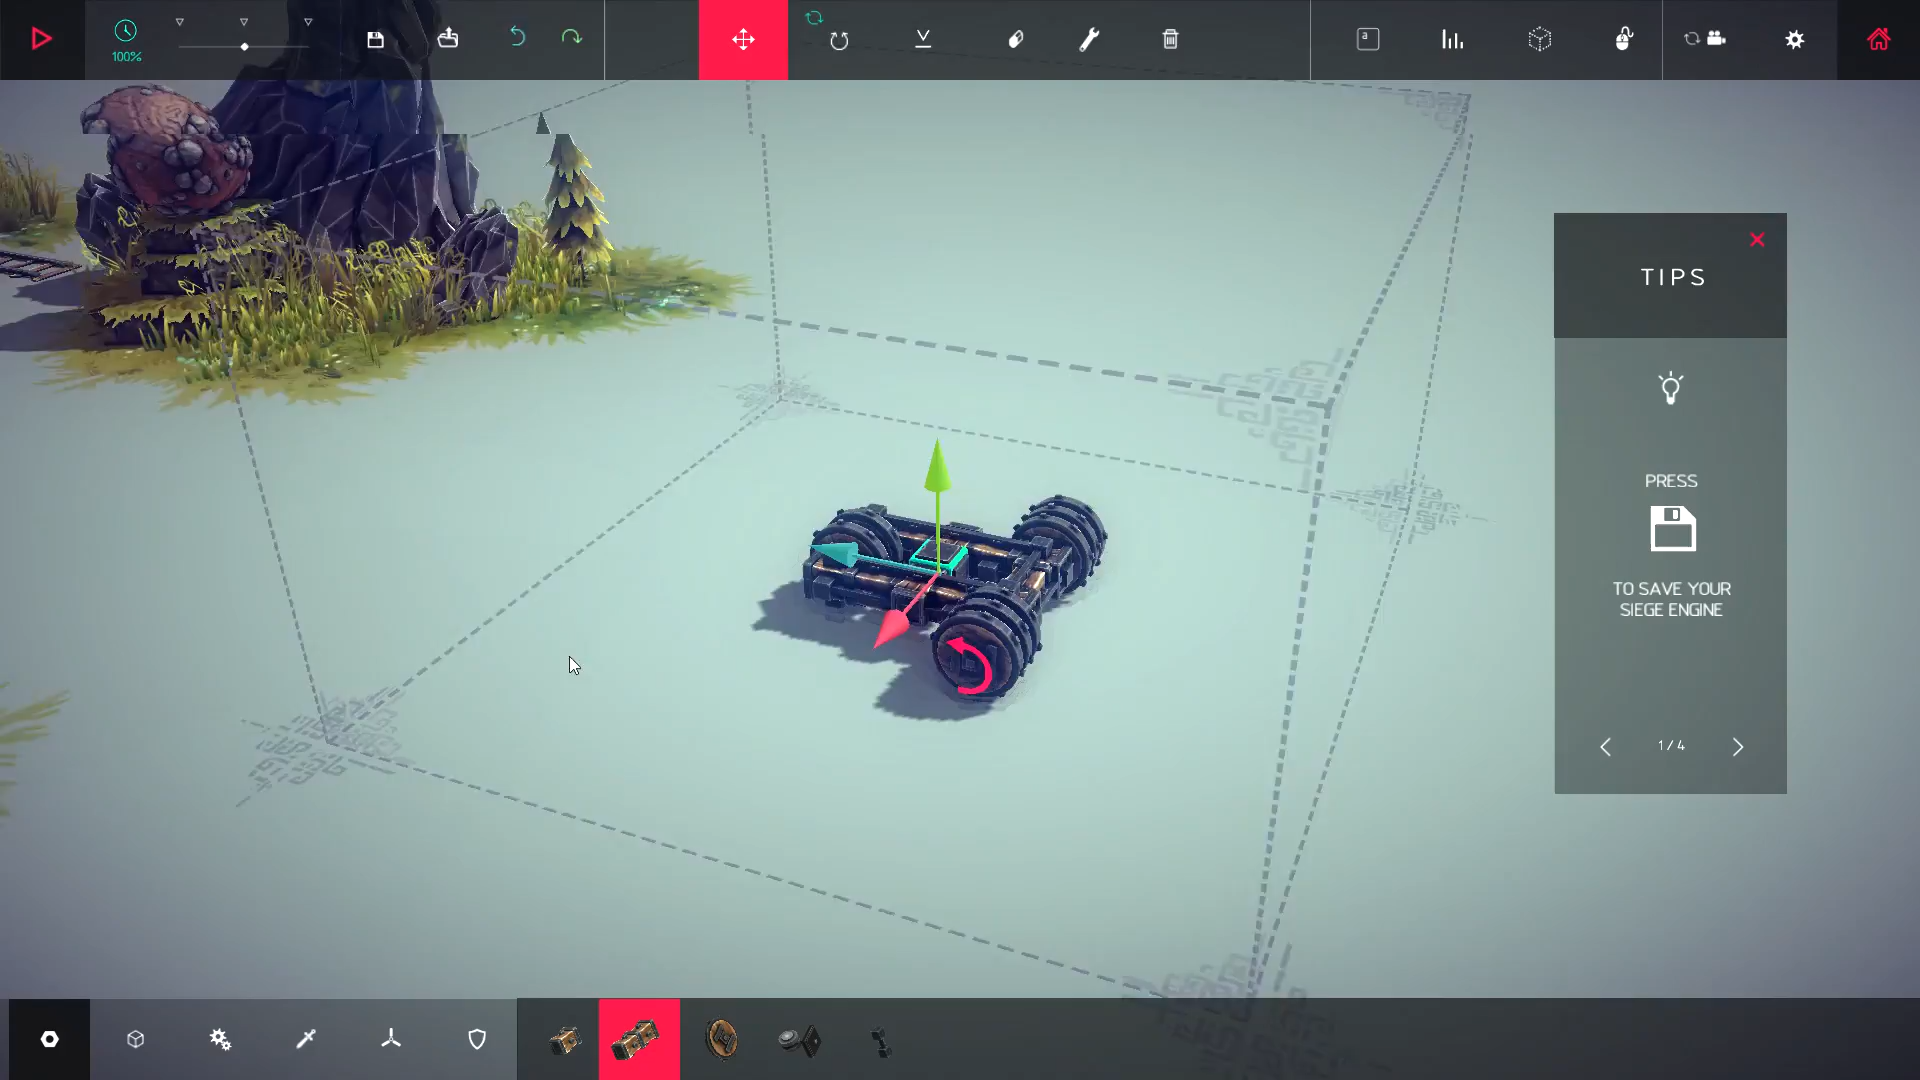 100%
a
TIPS
PRESS
TO SAVE YOUR
SIEGE ENGINE
1/4